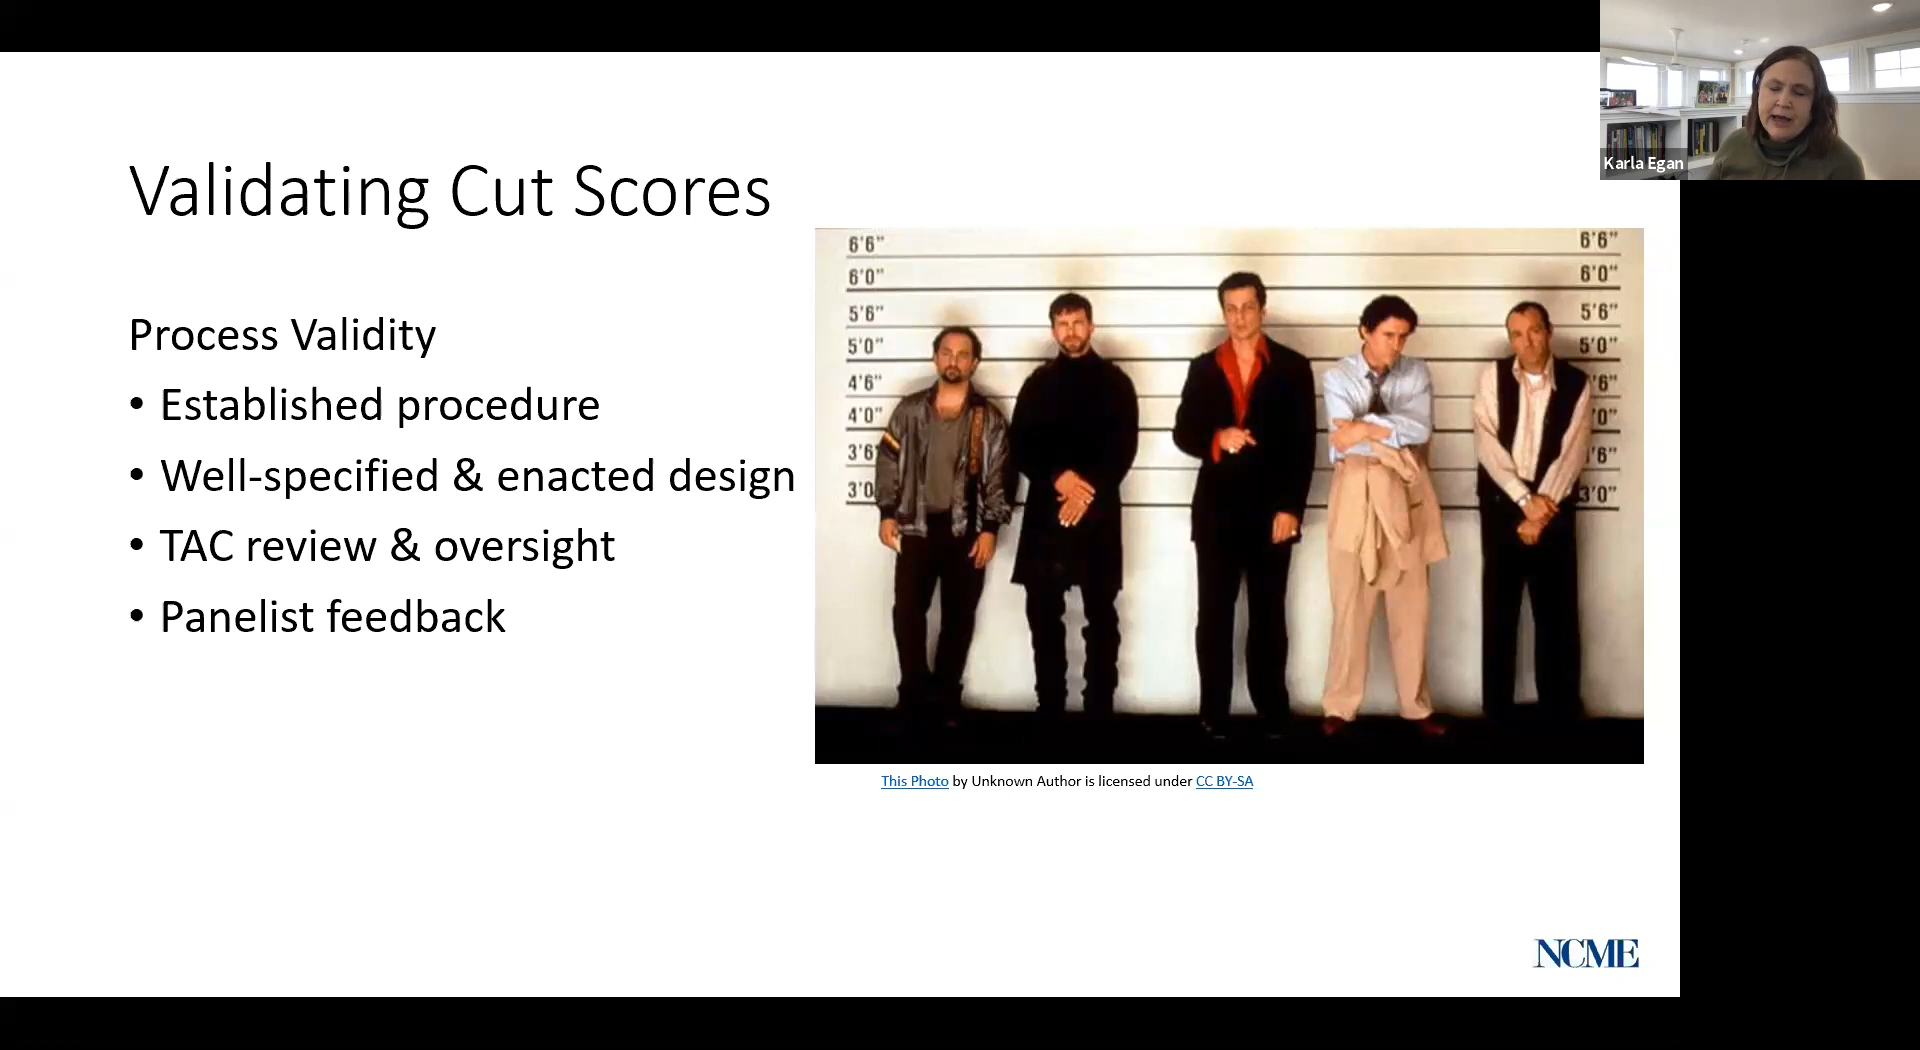 Karla Egan
Validating Cut Scores
Process Validity
• Established procedure
• Well-specified & enacted design
• TAC review & oversight
• Panelist feedback
6'6"
6'0"
5'6"
5'0"
4'6"
4'0"
3'6
3'0
6'6"
6'0"
5'6"
5'0"
'6"
'0"
'6"
3'0"
This Photo by Unknown Author is licensed under CC BY-SA
NCME